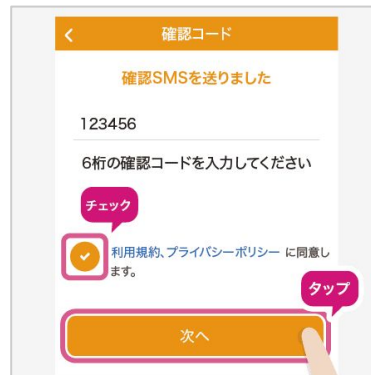 確認コード
確認SMSを送りました
123456
6桁の確認コードを入力してください
チェック
利用規約、プライバシーポリシー に同意し
ます。
タップ
次へ